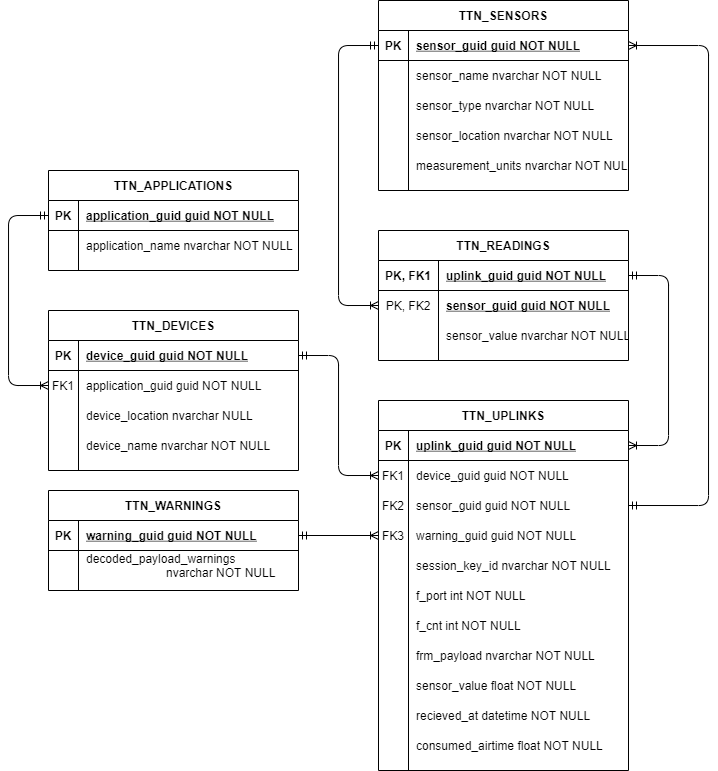 TTN_SENSORS
PK sensor_guid guid NOT NULL
sensor_name nvarchar NOT NULL
sensor_type nvarchar NOT NULL
sensor_location nvarchar NOT NULL
measurement_units nvarchar NOT NUL
TTN_APPLICATIONS
PK application_guid guid NOT NULL
application_name nvarchar NOT NULL
TTN_READINGS
PK, FK1 uplink_guid guid NOT NULL
PK, FK2 sensor_guid guid NOT NULL
sensor_value nvarchar NOT NULL
TTN_DEVICES
PK device_guid guid NOT NULL
FK1 application_guid guid NOT NULL
device_location nvarchar NULL
device_name nvarchar NOT NULL
TTN_UPLINKS
PK uplink_guid guid NOT NULL
FK1 device_guid guid NOT NULL
FK2 sensor_guid guid NOT NULL
FK3 warning_guid guid NOT NULL
session_key_id nvarchar NOT NULL
f_port int NOT NULL
f_cnt int NOT NULL
frm_payload nvarchar NOT NULL
sensor_value float NOT NULL
recieved_at datetime NOT NULL
consumed_airtime float NOT NULL
TTN_WARNINGS
PK warning_guid guid NOT NULL
decoded_payload_warnings
nvarchar NOT NULL